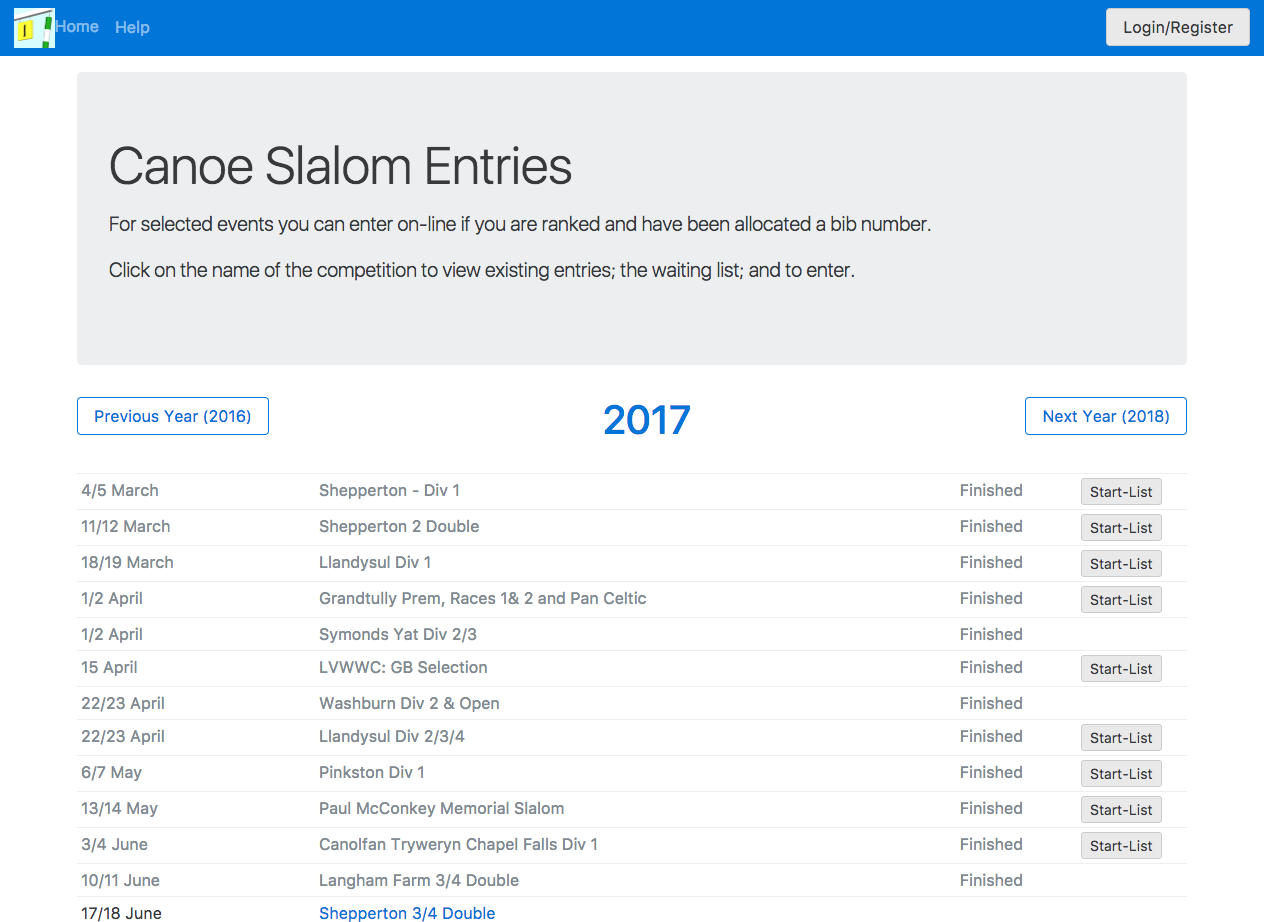 J
Home Help Login/Register
Canoe Slalom Entries
For selected events you can enter on-line if you are ranked and have been allocated a bib number.
Click on the name of the competition to view existing entries; the waiting list; and to enter.
Previous Year (2016) 2017 Next Year (2018)
4/5 March Shepperton - Div 1 Finished Start-List
11/12 March Shepperton 2 Double Finished Start-List
18/19 March Llandysul Div 1 Finished Start-List
1/2 April Grandtully Prem, Races 1& 2 and Pan Celtic Finished Start-List
1/2 April Symonds Yat Div 2/3 Finished
15 April LVWWC: GB Selection Finished Start-List
22/23 April Washburn Div 2 & Open Finished
22/23 April Llandysul Div 2/3/4 Finished Start-List
6/7 May Pinkston Div 1 Finished Start-List
13/14 May Paul McConkey Memorial Slalom Finished Start-List
3/4 June Canolfan Tryweryn Chapel Falls Div 1 Finished Start-List
10/11 June Langham Farm 3/4 Double Finished
17/18 June Shepperton 3/4 Double